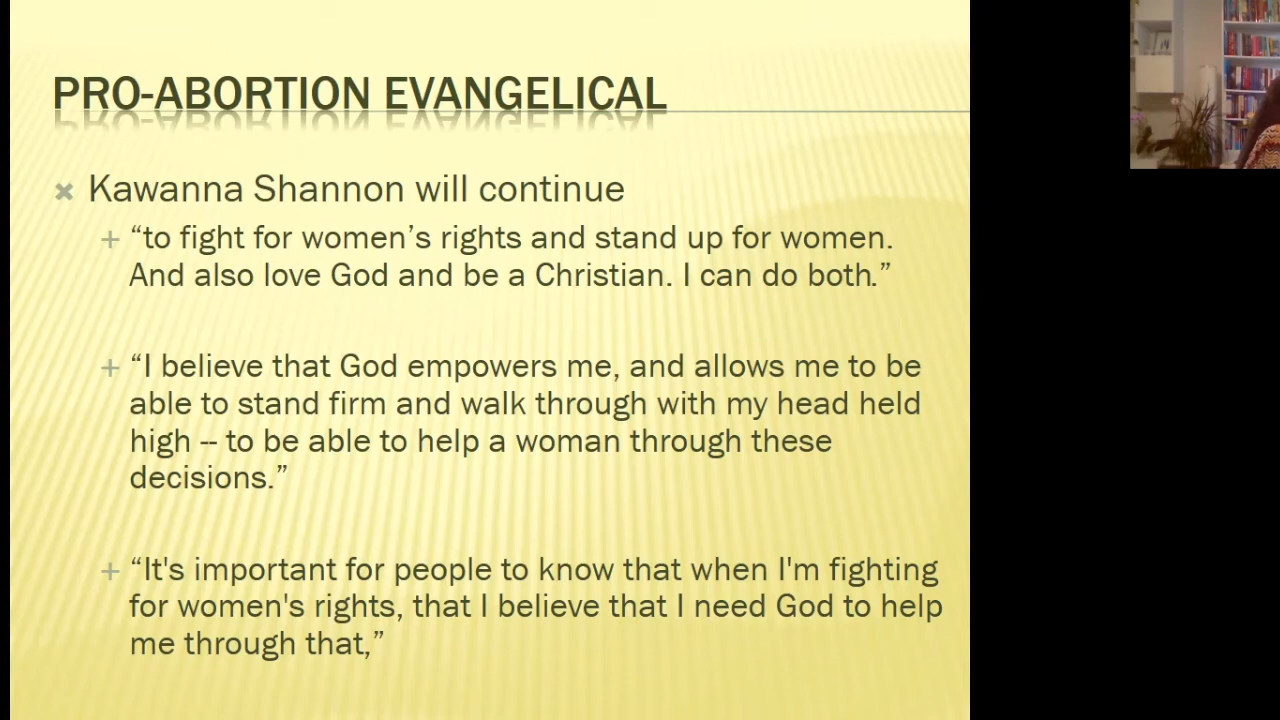 PRO-ABORTION EVANGELICAL
Kawanna Shannon will continue
“to fight for women’s rights and stand up for women.
And also love God and be a Christian. I can do both.”
“I believe that God empowers me, and allows me to be
able to stand firm and walk through with my head held
high -- to be able to help a woman through these
decisions.”
“It's important for people to know that when I'm fighting
for women's rights, that I believe that I need God to help
me through that,”